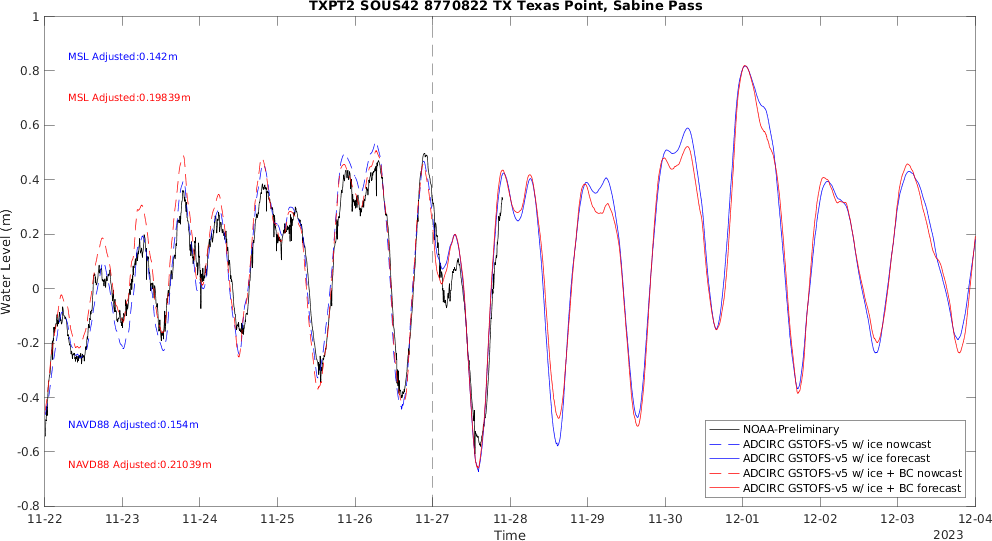 TXPT2 SOUS42 8770822 TX Texas Point, Sabine Pass
1
0.8
0.6
0.4
0.2
0
-0.2
-0.4
-0.6
-0.8
Water Level (m)
MSL Adjusted:0.142m
MSL Adjusted:0.19839m
NAVD88 Adjusted:0.154m
NAVD88 Adjusted:0.21039m
NOAA-Preliminary
ADCIRC GSTOFS-v5 w/ ice nowcast
ADCIRC GSTOFS-v5 w/ ice forecast
ADCIRC GSTOFS-v5 w/ ice + BC nowcast
ADCIRC GSTOFS-v5 w/ ice + BC forecast
11-22 11-23 11-24 11-25 11-26 11-27 11-28 11-29 11-30 12-01 12-02 12-03 12-04
Time
2023